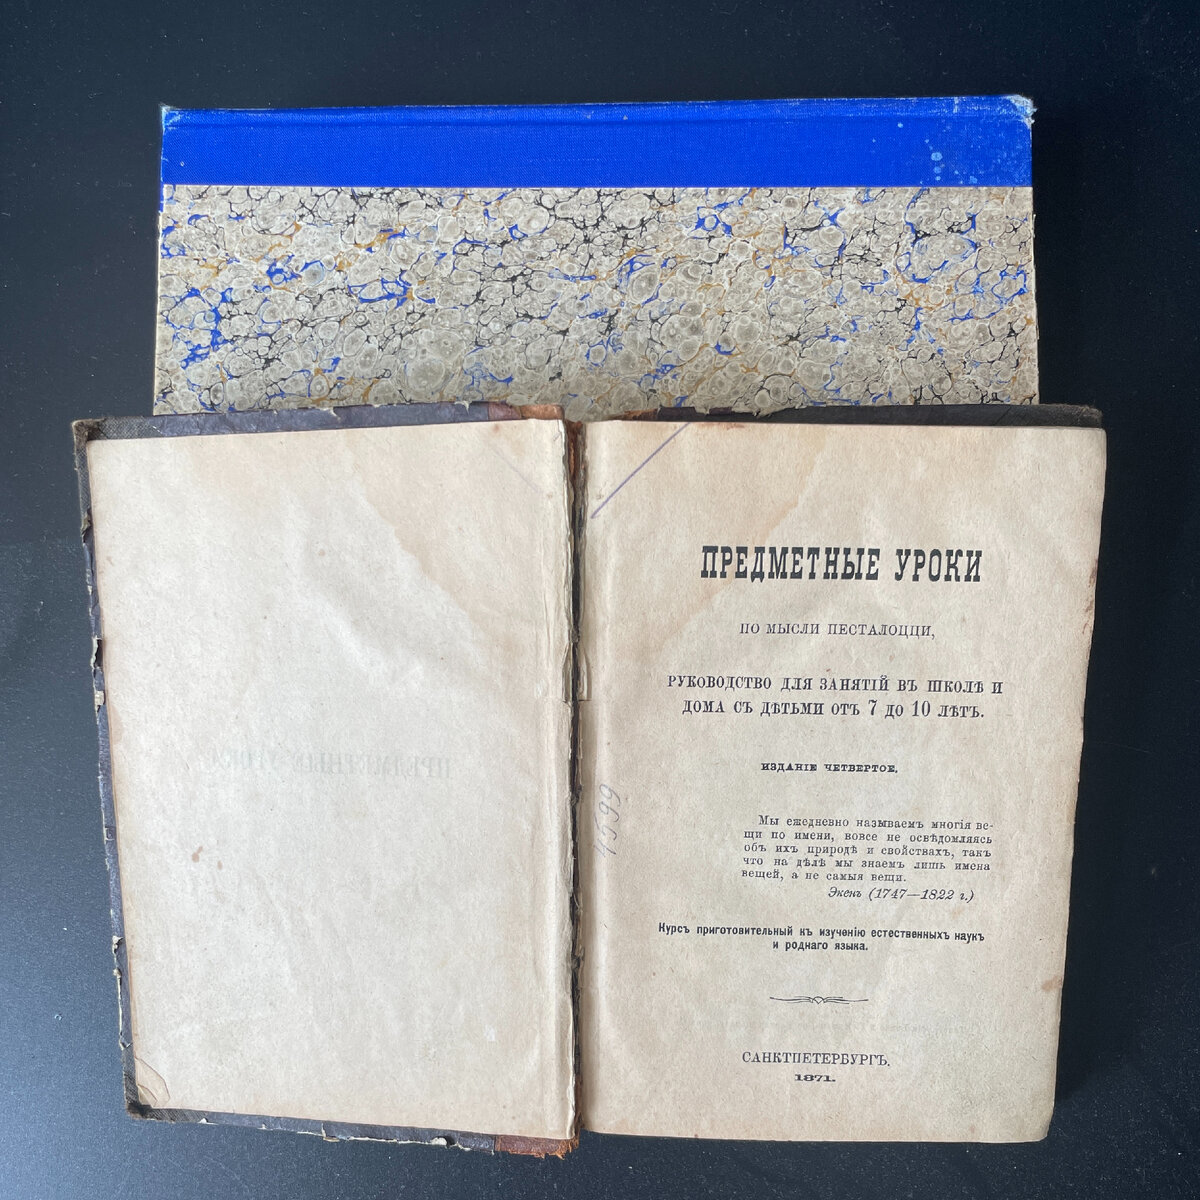 ПРЕДМЕТНЫЕ УРОКИ
ПО МЫСЛИ ПЕСТАЛОЦЦИ,
РУКОВОДСТВО ДЛЯ ЗАНЯТІЙ ВЪ ШКОЛѢ И
ДОМА СЪ ДѢТЬМИ ОТЪ 7 ДО 10 ЛѢТЪ.
ИЗДАНІЕ ЧЕТВЕРТОЕ.
Мы ежедневно называемъ многія ве-
щи по имени, вовсе не освѣдомляясь
объ ихъ природѣ и свойствахъ, такъ
что на дѣлѣ мы знаемъ лишь имена
вещей, а не самыя вещи.
Экенъ (1747—1822 г.)
Курсъ приготовительный къ изученію естественныхъ наукъ
и роднаго языка.
САНКТПЕТЕРБУРГЪ.
1871.
4599